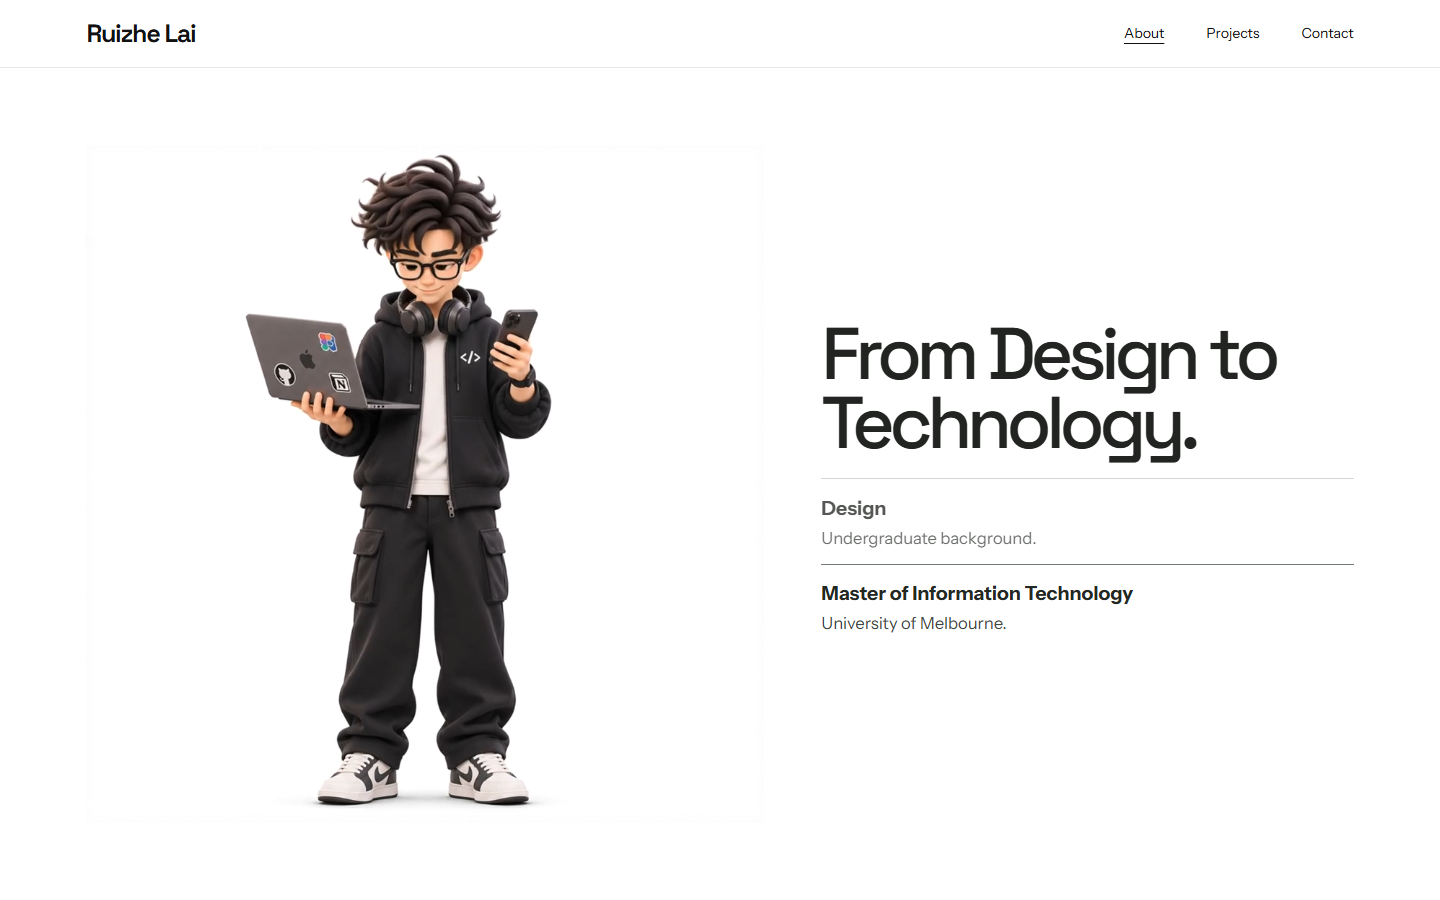 Ruizhe Lai
About
Projects
Contact
</>
N
From Design to
Technology.
Design
Undergraduate background.
Master of Information Technology
University of Melbourne.